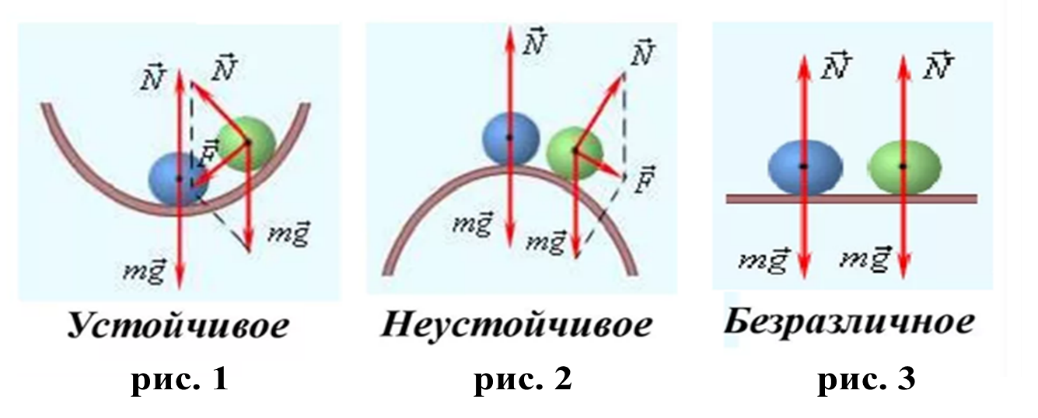 N⃗ N⃗ F⃗ mg⃗ mg⃗
N⃗ N⃗ F⃗ mg⃗ mg⃗
N⃗ N⃗ mg⃗ mg⃗
Устойчивое Неустойчивое Безразличное
рис. 1 рис. 2 рис. 3